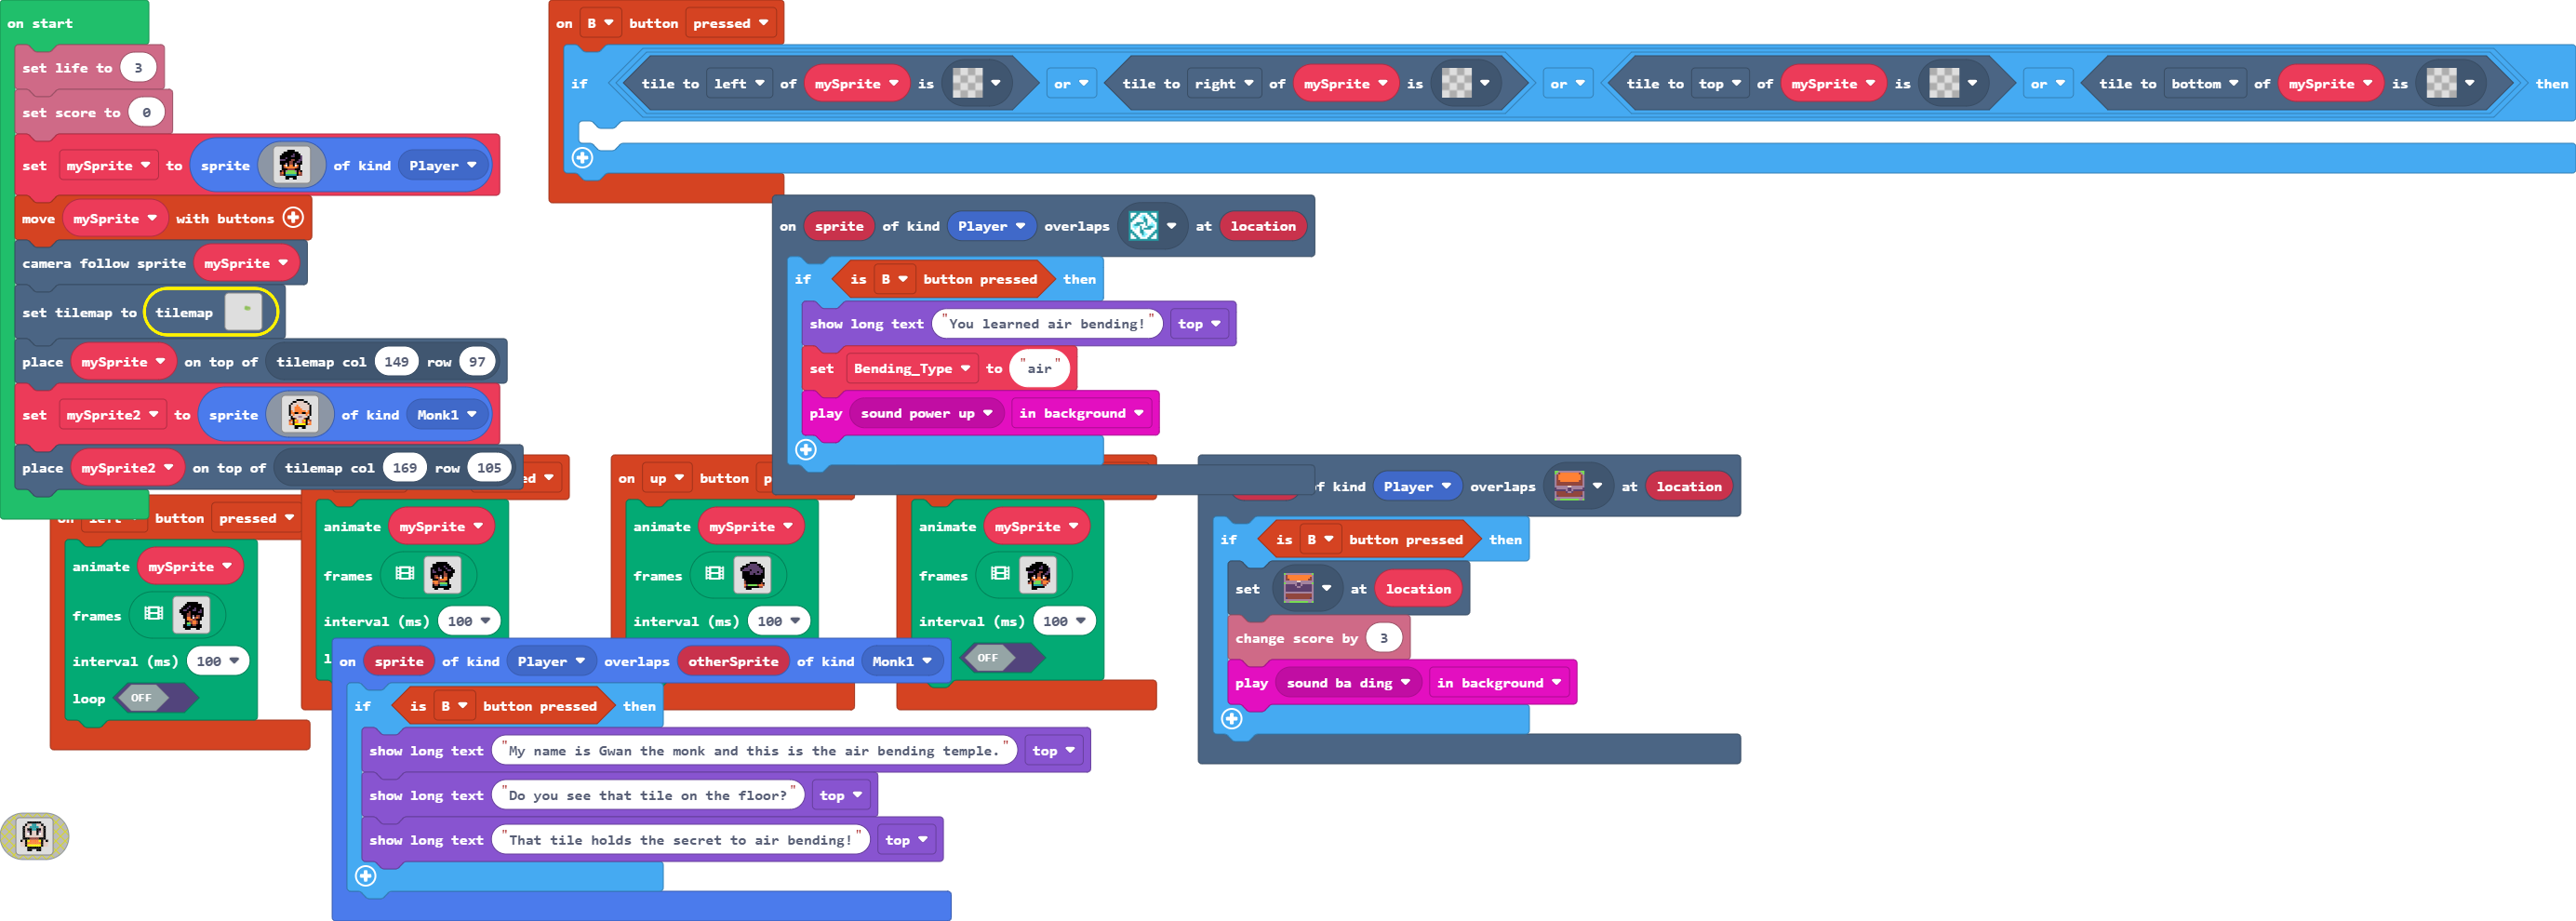 on start
set life to 3
set score to 0
set mySprite to sprite of kind Player
move mySprite with buttons
camera follow sprite mySprite
set tilemap to tilemap
place mySprite on top of tilemap col 149 row 97
set mySprite2 to sprite of kind Monk1
place mySprite2 on top of tilemap col 169 row 105
on B button pressed
if tile to left of mySprite is or tile to right of mySprite is or tile to top of mySprite is or tile to bottom of mySprite is then
on sprite of kind Player overlaps at location
if is B button pressed then
show long text "You learned air bending!" top
set Bending_Type to "air"
play sound power up in background
button pressed
animate mySprite
frames
interval (ms) 100
loop OFF
animate mySprite
frames
interval (ms) 100
on up button
animate mySprite
frames
interval (ms) 100
animate mySprite
frames
interval (ms) 100
OFF
of kind Player overlaps at location
if is B button pressed then
set at location
change score by 3
play sound ba ding in background
on sprite of kind Player overlaps otherSprite of kind Monk1
if is B button pressed then
show long text "My name is Gwan the monk and this is the air bending temple." top
show long text "Do you see that tile on the floor?" top
show long text "That tile holds the secret to air bending!" top